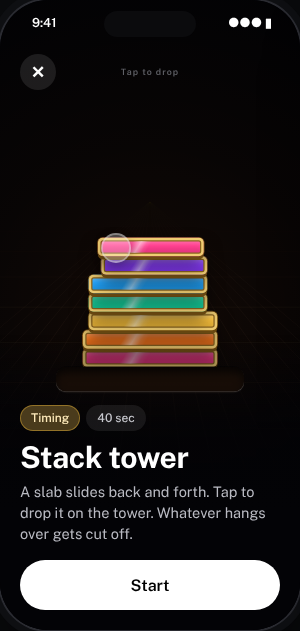 9:41
Tap to drop
Timing
40 sec
Stack tower
A slab slides back and forth. Tap to
drop it on the tower. Whatever hangs
over gets cut off.
Start